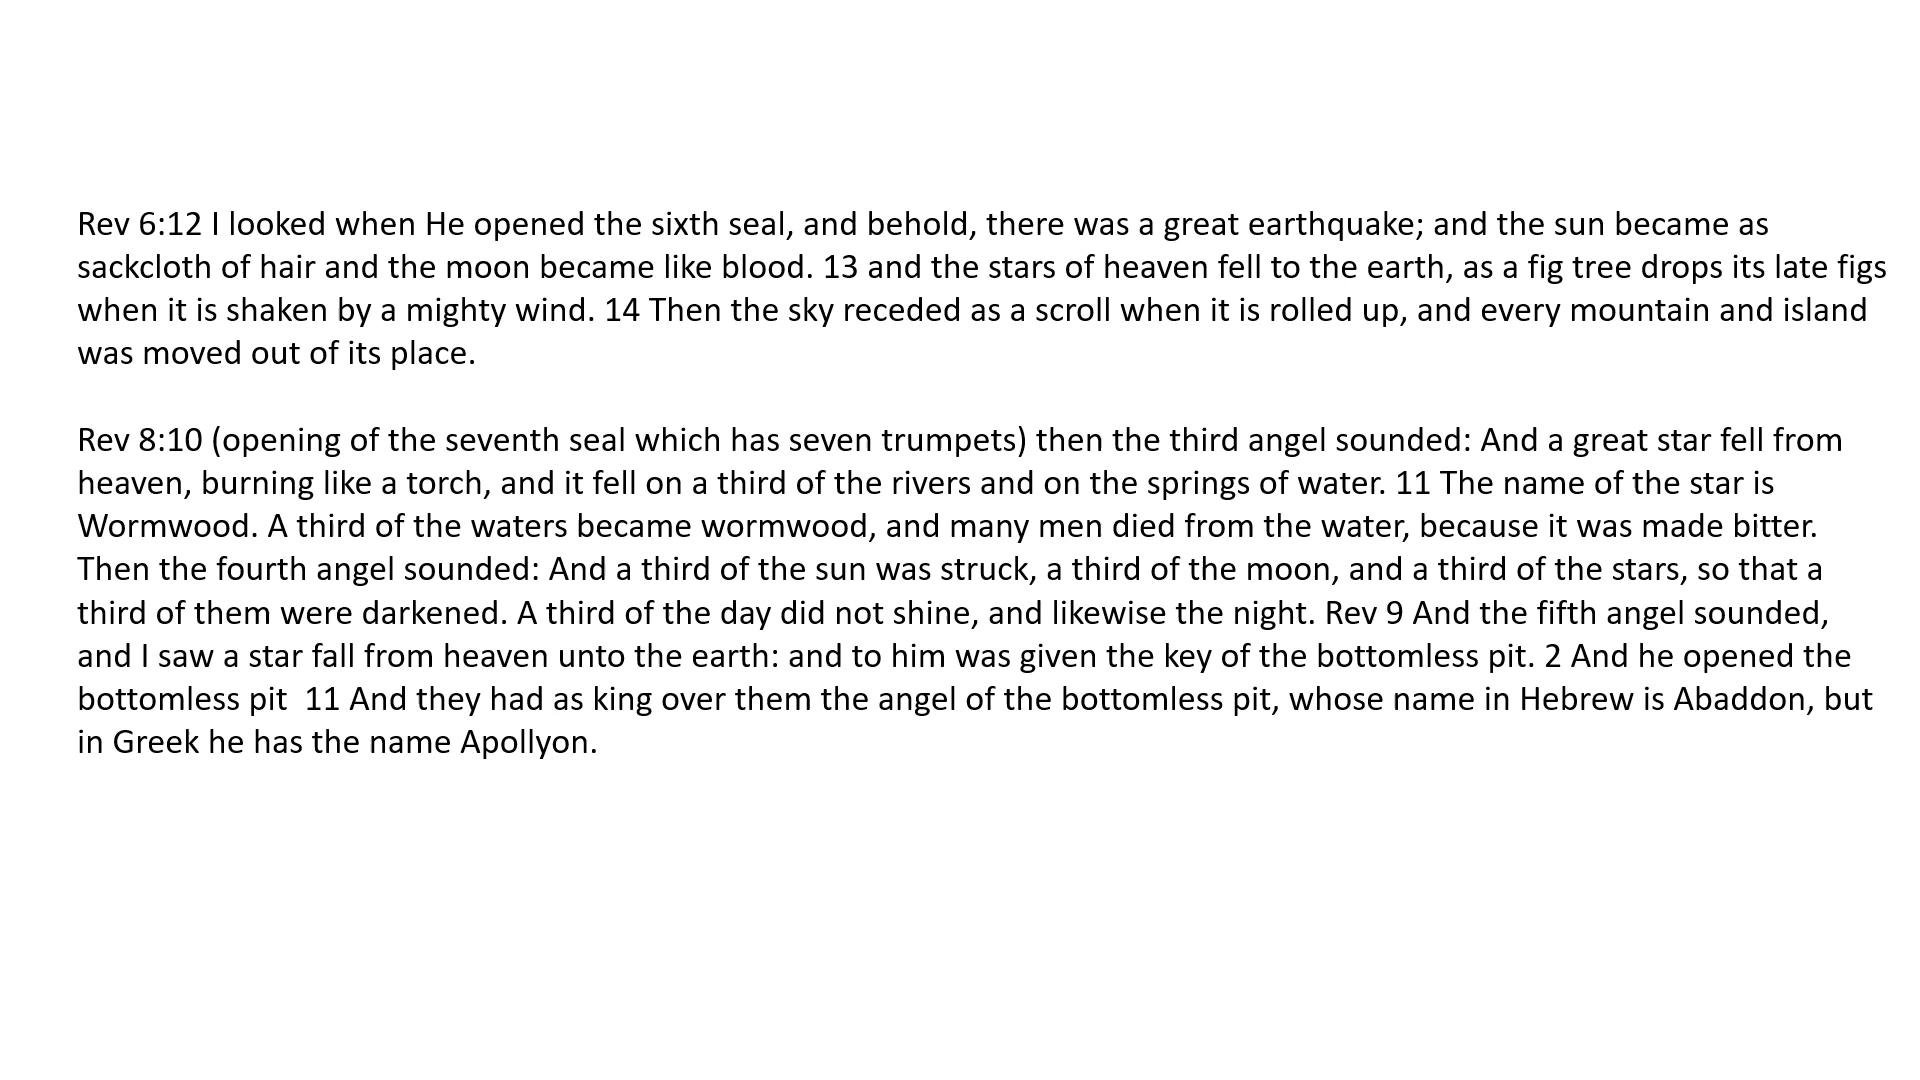 Rev 6:12 I looked when He opened the sixth seal, and behold, there was a great earthquake; and the sun became as
sackcloth of hair and the moon became like blood. 13 and the stars of heaven fell to the earth, as a fig tree drops its late figs
when it is shaken by a mighty wind. 14 Then the sky receded as a scroll when it is rolled up, and every mountain and island
was moved out of its place.
Rev 8:10 (opening of the seventh seal which has seven trumpets) then the third angel sounded: And a great star fell from
heaven, burning like a torch, and it fell on a third of the rivers and on the springs of water. 11 The name of the star is
Wormwood. A third of the waters became wormwood, and many men died from the water, because it was made bitter.
Then the fourth angel sounded: And a third of the sun was struck, a third of the moon, and a third of the stars, so that a
third of them were darkened. A third of the day did not shine, and likewise the night. Rev 9 And the fifth angel sounded,
and I saw a star fall from heaven unto the earth: and to him was given the key of the bottomless pit. 2 And he opened the
bottomless pit  11 And they had as king over them the angel of the bottomless pit, whose name in Hebrew is Abaddon, but
in Greek he has the name Apollyon.